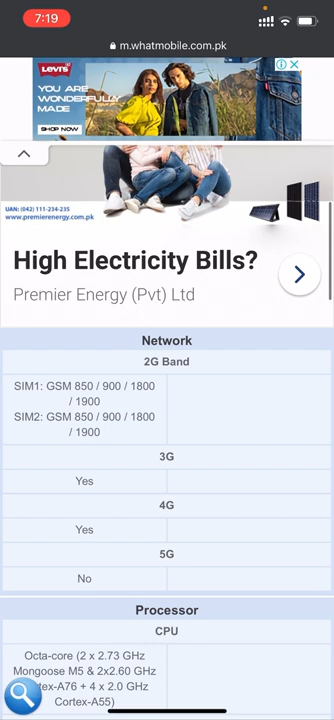 7:19
m.whatmobile.com.pk
LEVI'S
YOU ARE
WONDERFULLY
MADE
SHOP NOW
UAN: (042) 111-234-235
www.premierenergy.com.pk
High Electricity Bills?
Premier Energy (Pvt) Ltd
Network
2G Band
SIM1: GSM 850 / 900 / 1800
/ 1900
SIM2: GSM 850 / 900 / 1800
/ 1900
3G
Yes
4G
Yes
5G
No
Processor
CPU
Octa-core (2 x 2.73 GHz
Mongoose M5 & 2x2.60 GHz
tex-A76 + 4 x 2.0 GHz
Cortex-A55)